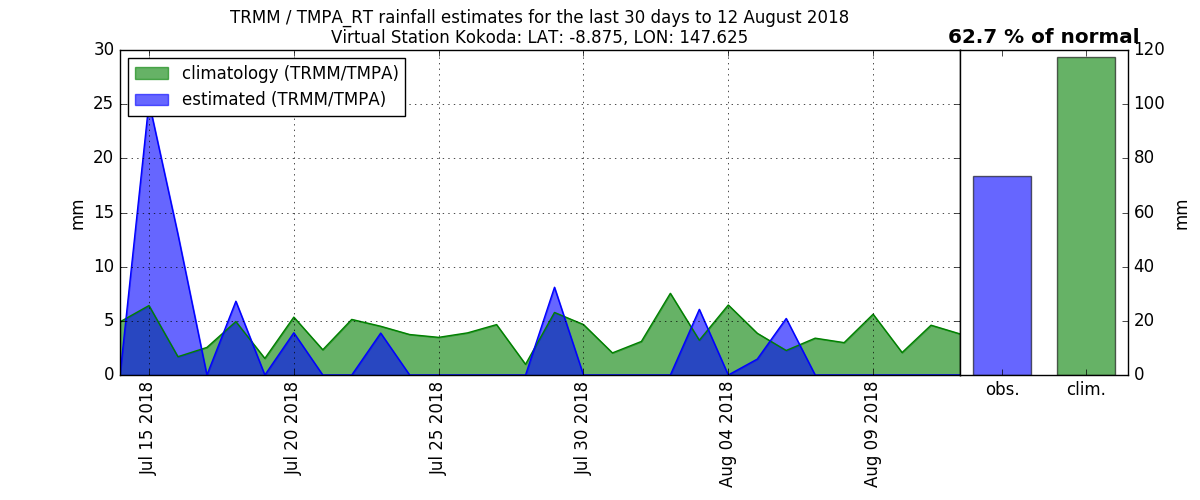 TRMM / TMPA_RT rainfall estimates for the last 30 days to 12 August 2018
Virtual Station Kokoda: LAT: -8.875, LON: 147.625
62.7 % of normal
climatology (TRMM/TMPA)
estimated (TRMM/TMPA)
30
25
20
15
10
5
0
mm
Jul 15 2018
Jul 20 2018
Jul 25 2018
Jul 30 2018
Aug 04 2018
Aug 09 2018
obs.
clim.
120
100
80
60
40
20
0
mm